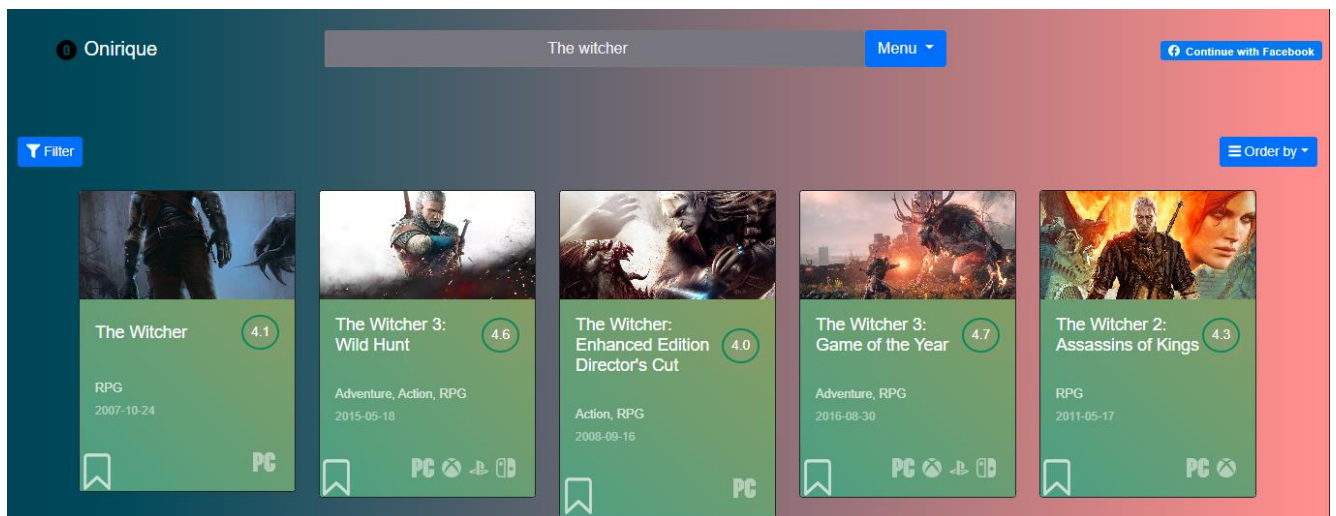 Onirique
The witcher
Menu
Continue with Facebook
Filter
Order by
The Witcher
4.1
RPG
2007-10-24
PC
The Witcher 3:
Wild Hunt
4.6
Adventure, Action, RPG
2015-05-18
PC
The Witcher:
Enhanced Edition
Director's Cut
4.0
Action, RPG
2008-09-16
PC
The Witcher 3:
Game of the Year
4.7
Adventure, RPG
2016-08-30
PC
The Witcher 2:
Assassins of Kings
4.3
RPG
2011-05-17
PC